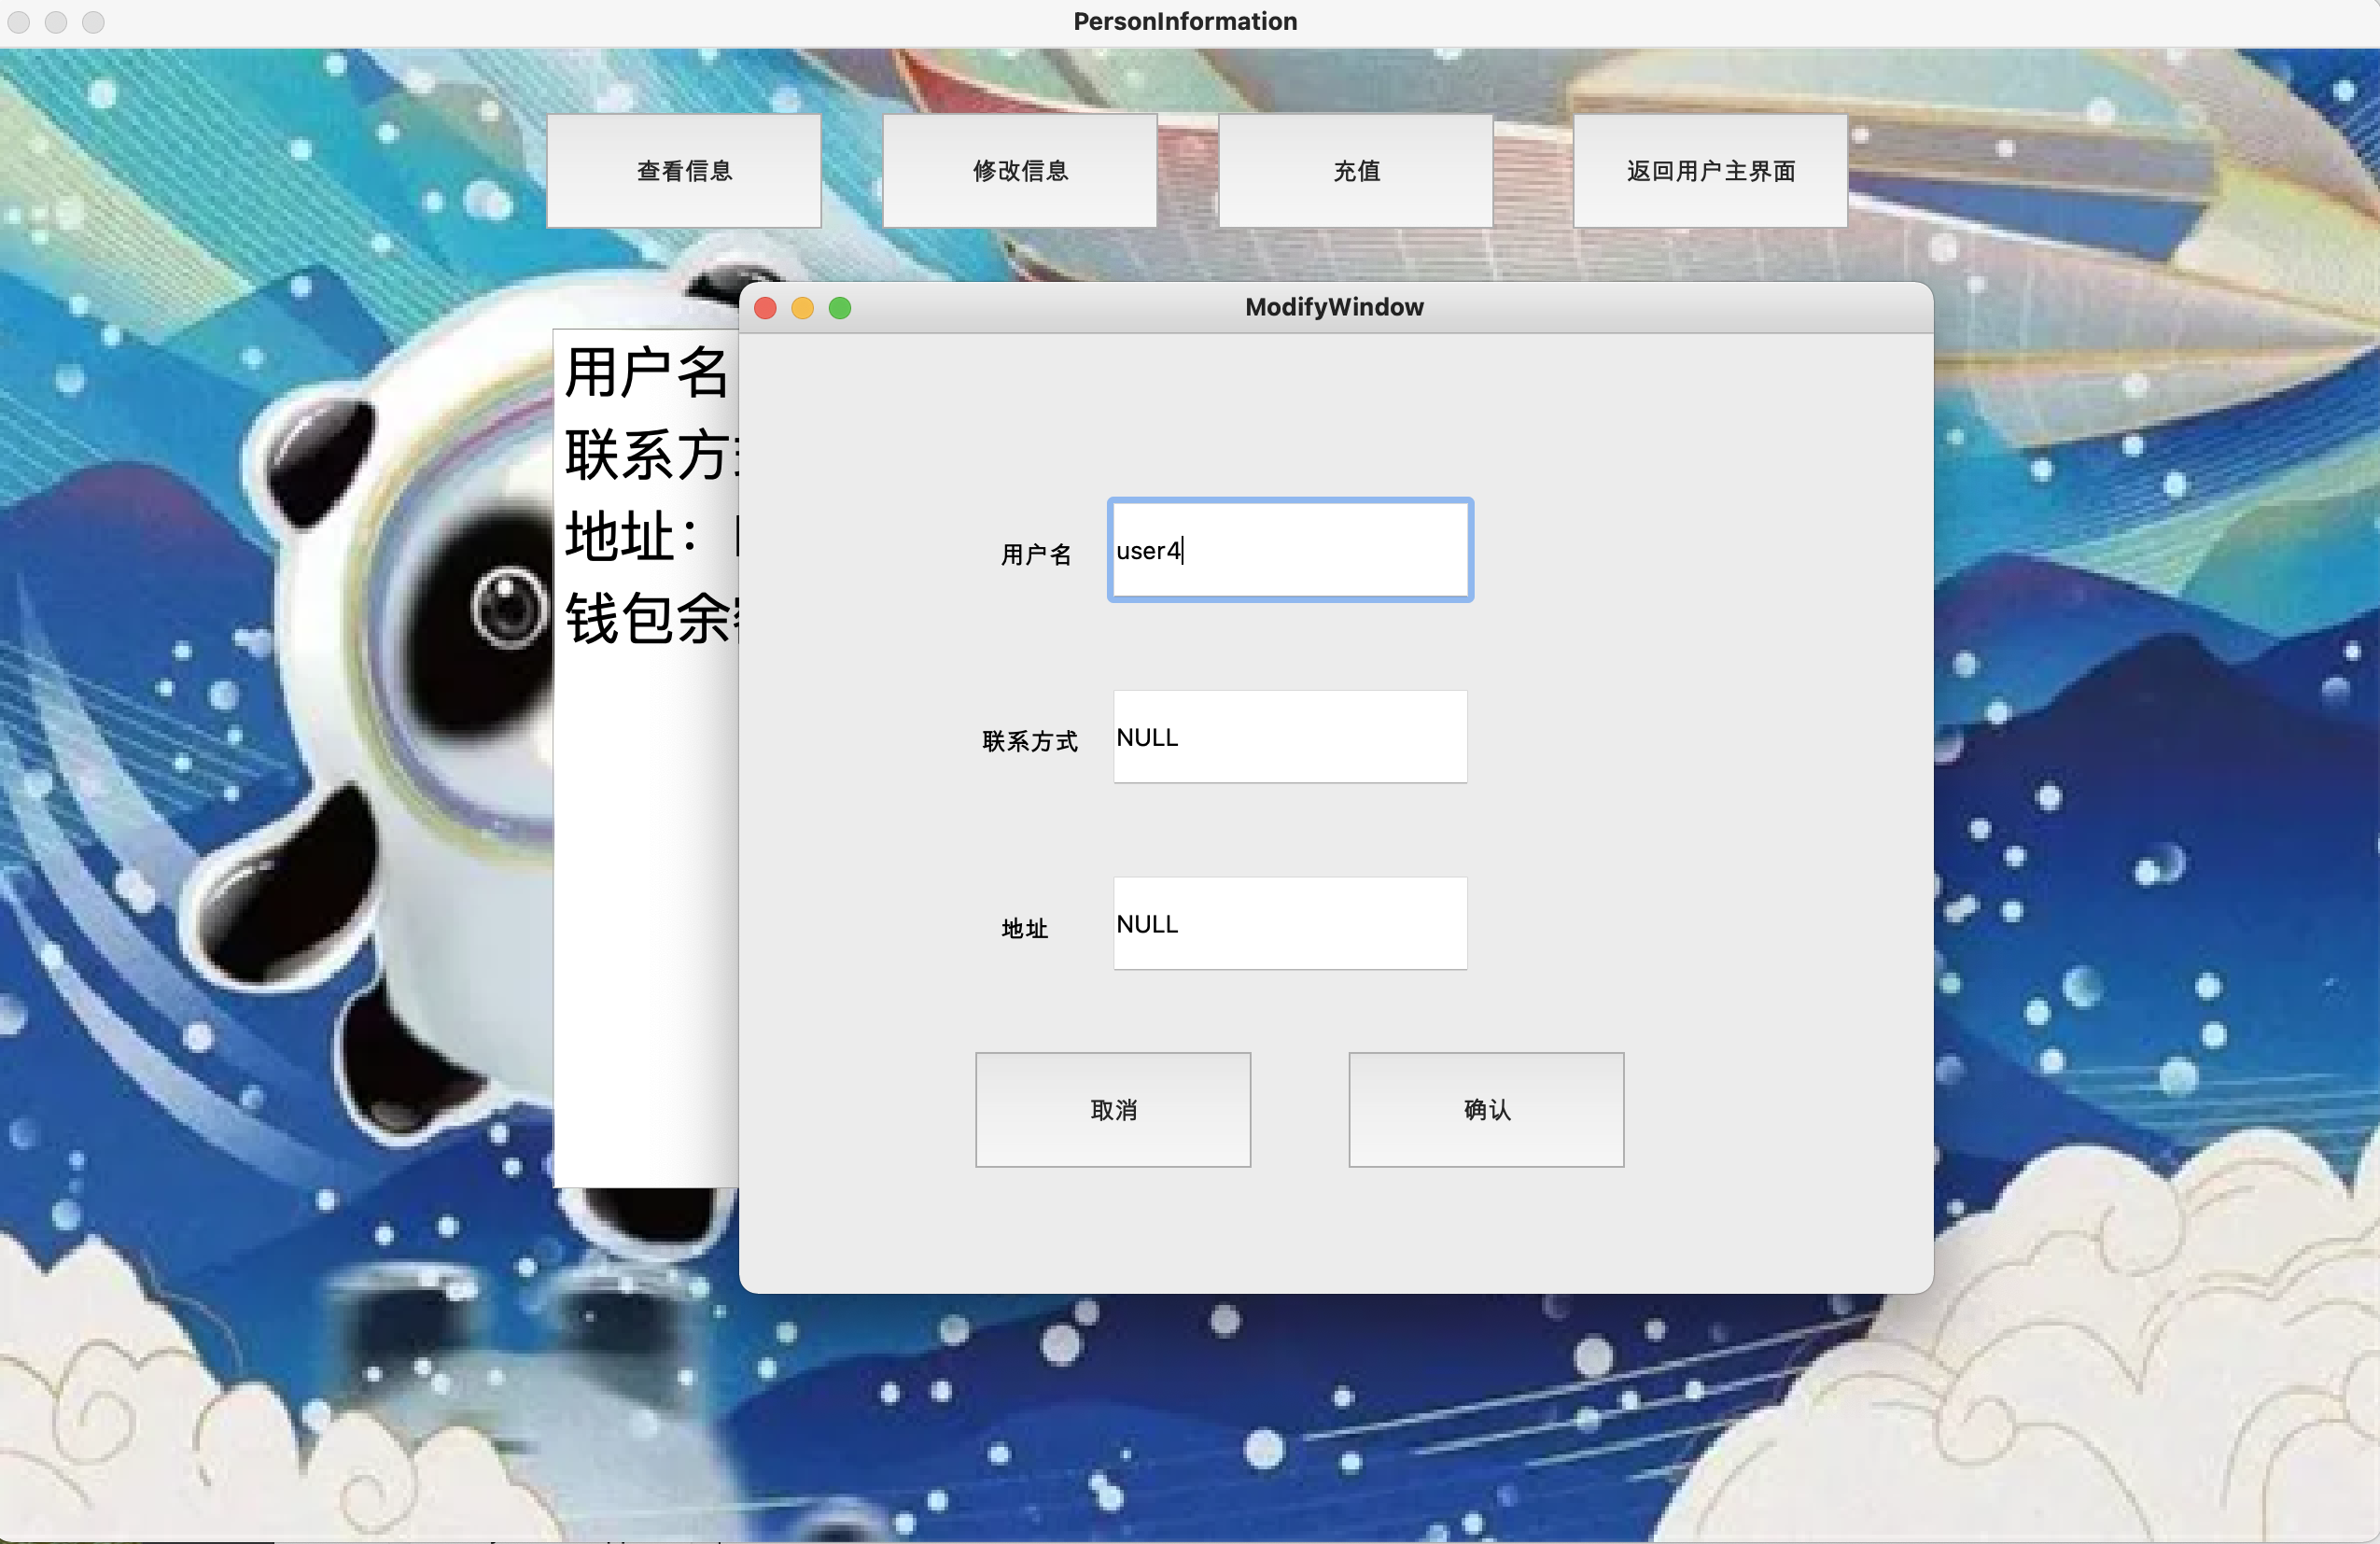 PersonInformation
查看信息
修改信息
充值
返回用户主界面
ModifyWindow
用户名
联系方
地址：
钱包余
用户名
user4
联系方式
NULL
地址
NULL
取消
确认